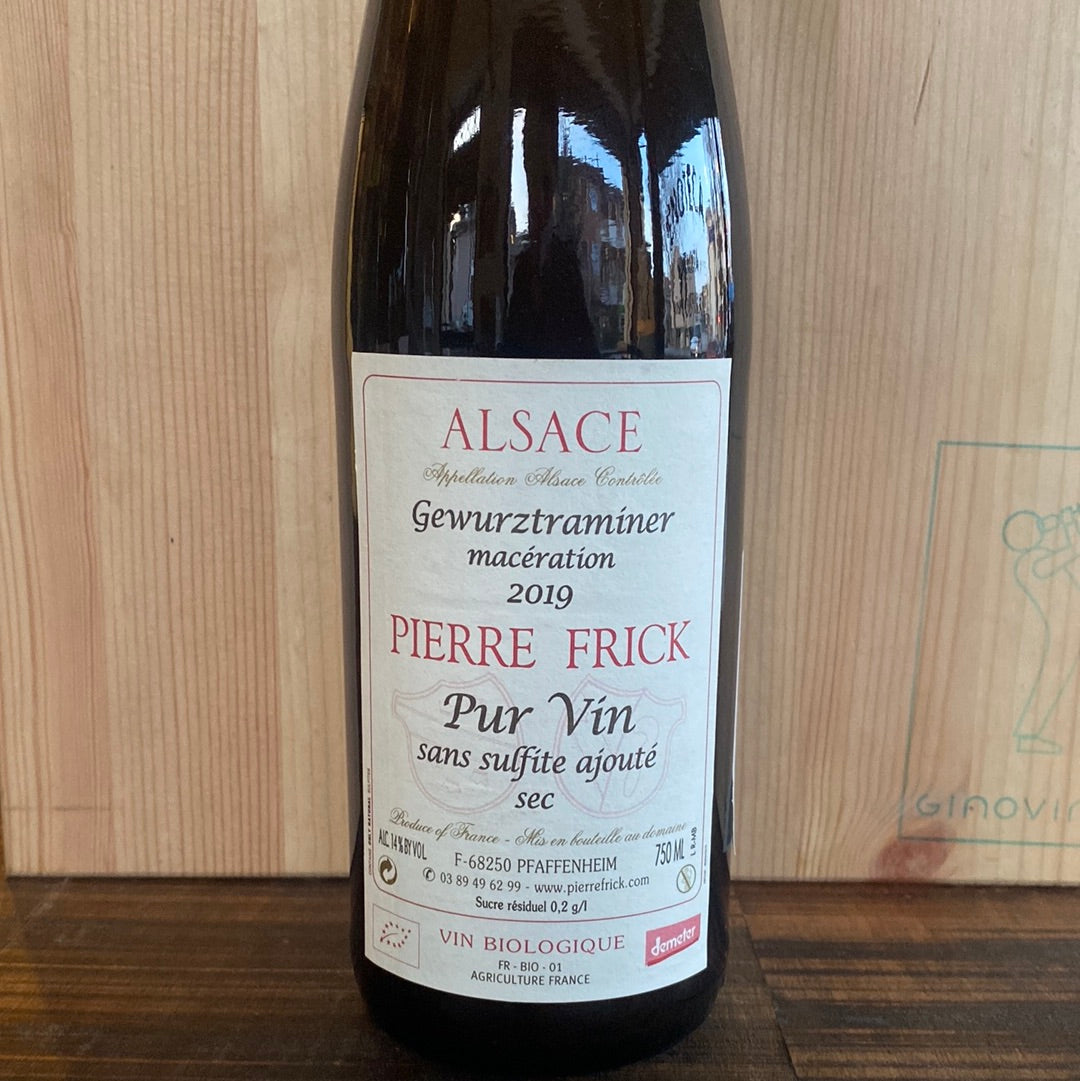 ALSACE
Appellation Alsace Contrôlée
Gewurztraminer
macération
2019
PIERRE FRICK
Pur Vin
sans sulfite ajouté
sec
Produce of France - Mis en bouteille au domaine
ALC. 14% BY VOL
F-68250 PFAFFENHEIM
750 ML
L R-MB
✆ 03 89 49 62 99 - www.pierrefrick.com
Sucre résiduel 0,2 g/l
VIN BIOLOGIQUE
demeter
FR - BIO - 01
AGRICULTURE FRANCE
GINOVIN